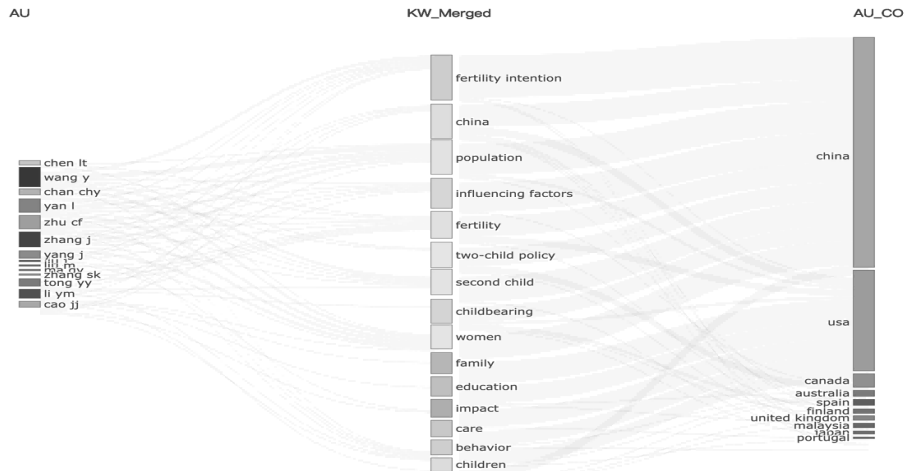 AU
KW_Merged
AU_CO
chen lt
wang y
chan chy
yan l
zhu cf
zhang j
yang j
zhang sk
tong yy
li ym
cao jj
fertility intention
china
population
influencing factors
fertility
two-child policy
second child
childbearing
women
family
education
impact
care
behavior
children
china
usa
canada
australia
spain
finland
united kingdom
malaysia
japan
portugal